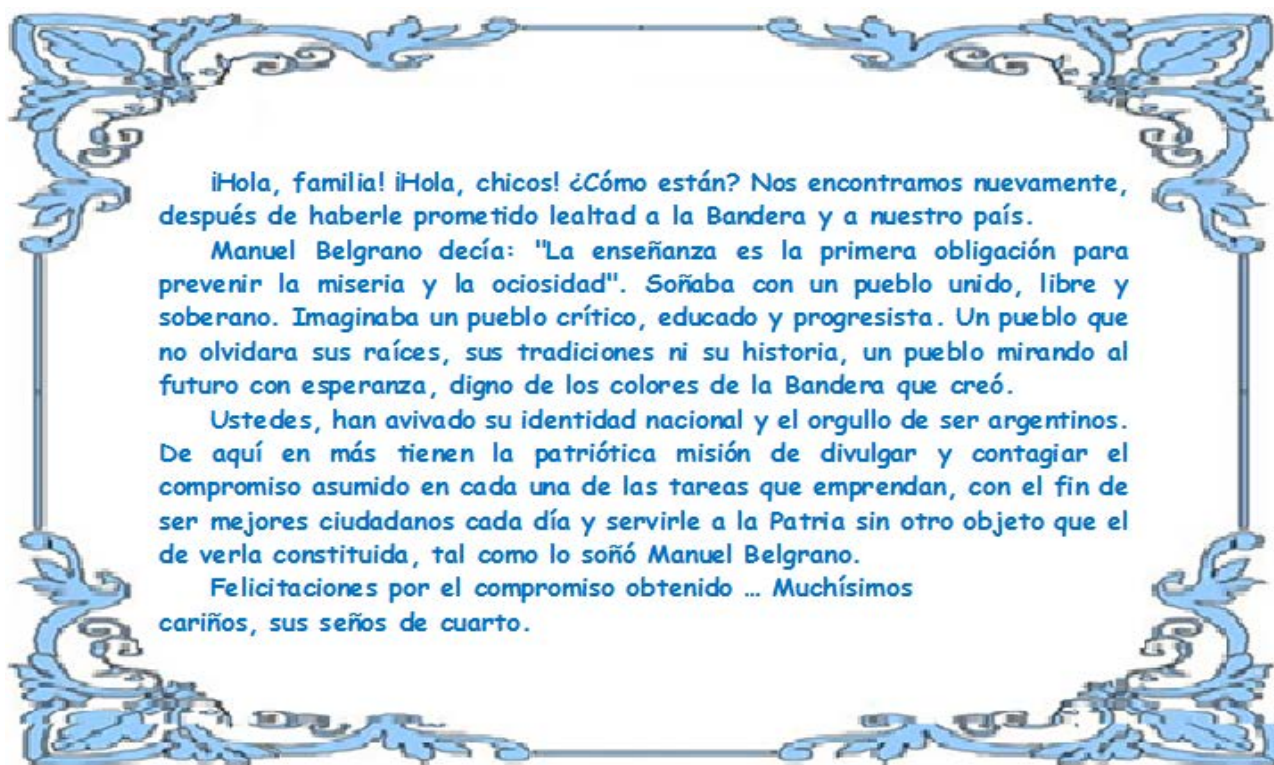 ¡Hola, familia! ¡Hola, chicos! ¿Cómo están? Nos encontramos nuevamente,
después de haberle prometido lealtad a la Bandera y a nuestro país.
Manuel Belgrano decía: "La enseñanza es la primera obligación para
prevenir la miseria y la ociosidad". Soñaba con un pueblo unido, libre y
soberano. Imaginaba un pueblo crítico, educado y progresista. Un pueblo que
no olvidara sus raíces, sus tradiciones ni su historia, un pueblo mirando al
futuro con esperanza, digno de los colores de la Bandera que creó.
Ustedes, han avivado su identidad nacional y el orgullo de ser argentinos.
De aquí en más tienen la patriótica misión de divulgar y contagiar el
compromiso asumido en cada una de las tareas que emprendan, con el fin de
ser mejores ciudadanos cada día y servirle a la Patria sin otro objeto que el
de verla constituida, tal como lo soñó Manuel Belgrano.
Felicitaciones por el compromiso obtenido … Muchísimos
cariños, sus seños de cuarto.